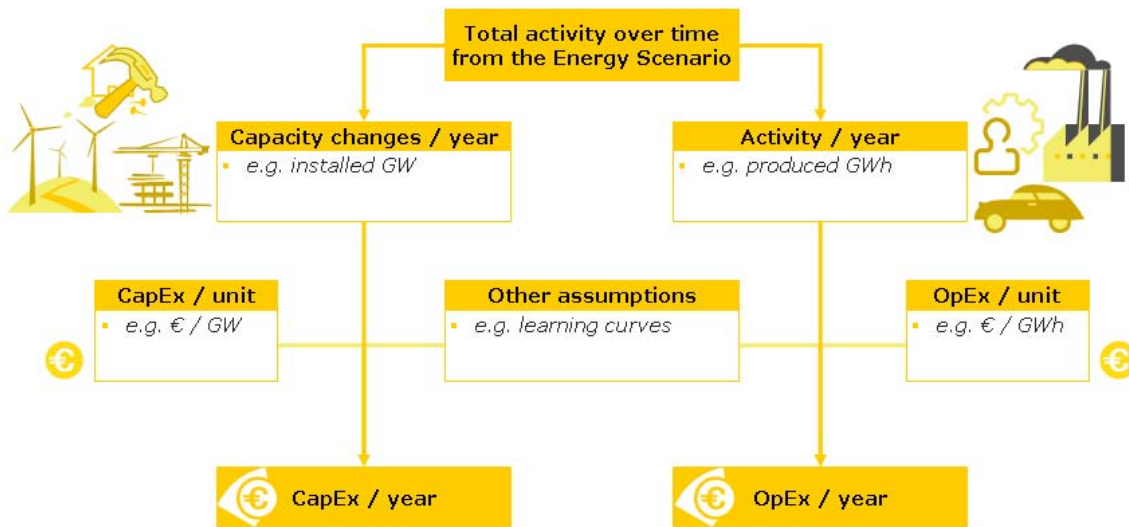 Total activity over time
from the Energy Scenario
Capacity changes / year
▪ e.g. installed GW
Activity / year
▪ e.g. produced GWh
CapEx / unit
▪ e.g. € / GW
Other assumptions
▪ e.g. learning curves
OpEx / unit
▪ e.g. € / GWh
€
€
€
CapEx / year
€
OpEx / year